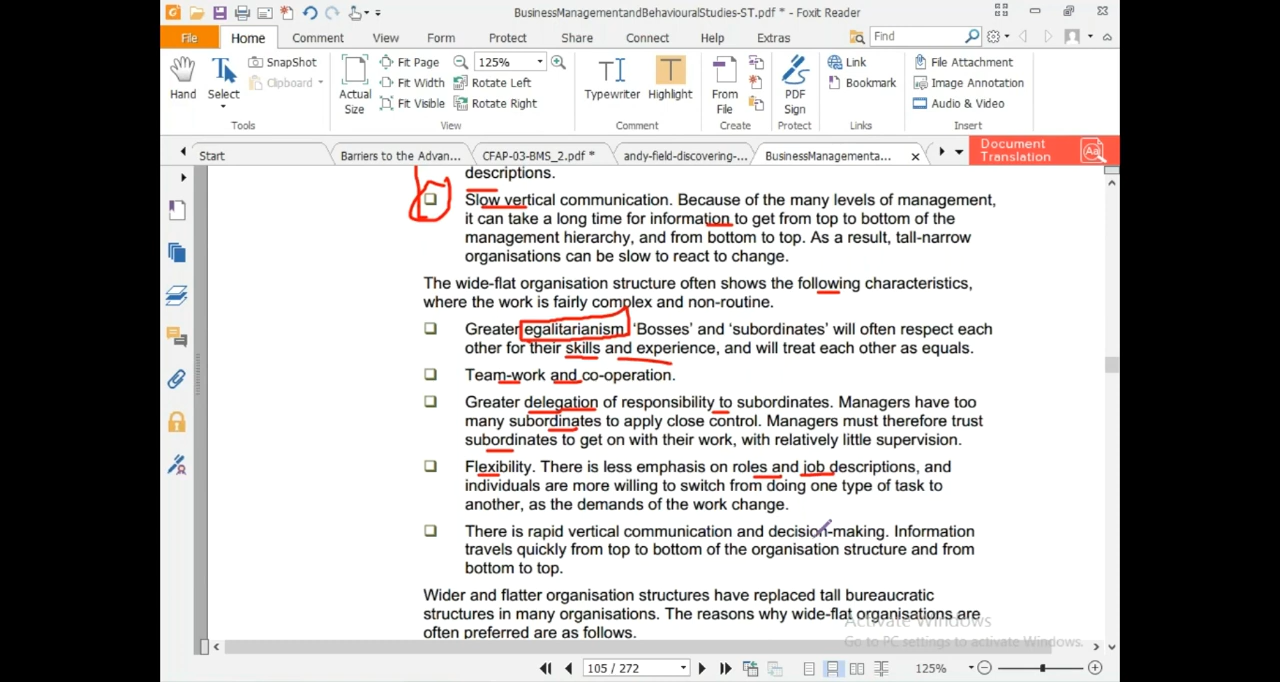 BusinessManagementandBehaviouralStudies-ST.pdf * - Foxit Reader
File Home Comment View Form Protect Share Connect Help Extras Find
Hand Select SnapShot Clipboard Actual Size Fit Page Fit Width Fit Visible 125% Rotate Left Rotate Right Typewriter Highlight From File PDF Sign Link Bookmark File Attachment Image Annotation Audio & Video
Tools View Comment Create Protect Links Insert
Start Barriers to the Advan... CFAP-03-BMS_2.pdf * andy-field-discovering-... BusinessManagementa... Document Translation
descriptions.
Slow vertical communication. Because of the many levels of management,
it can take a long time for information to get from top to bottom of the
management hierarchy, and from bottom to top. As a result, tall-narrow
organisations can be slow to react to change.
The wide-flat organisation structure often shows the following characteristics,
where the work is fairly complex and non-routine.
Greater egalitarianism. 'Bosses' and 'subordinates' will often respect each
other for their skills and experience, and will treat each other as equals.
Team-work and co-operation.
Greater delegation of responsibility to subordinates. Managers have too
many subordinates to apply close control. Managers must therefore trust
subordinates to get on with their work, with relatively little supervision.
Flexibility. There is less emphasis on roles and job descriptions, and
individuals are more willing to switch from doing one type of task to
another, as the demands of the work change.
There is rapid vertical communication and decision-making. Information
travels quickly from top to bottom of the organisation structure and from
bottom to top.
Wider and flatter organisation structures have replaced tall bureaucratic
structures in many organisations. The reasons why wide-flat organisations are
often preferred are as follows.
Activate Windows
Go to PC settings to activate Windows.
105 / 272 125%